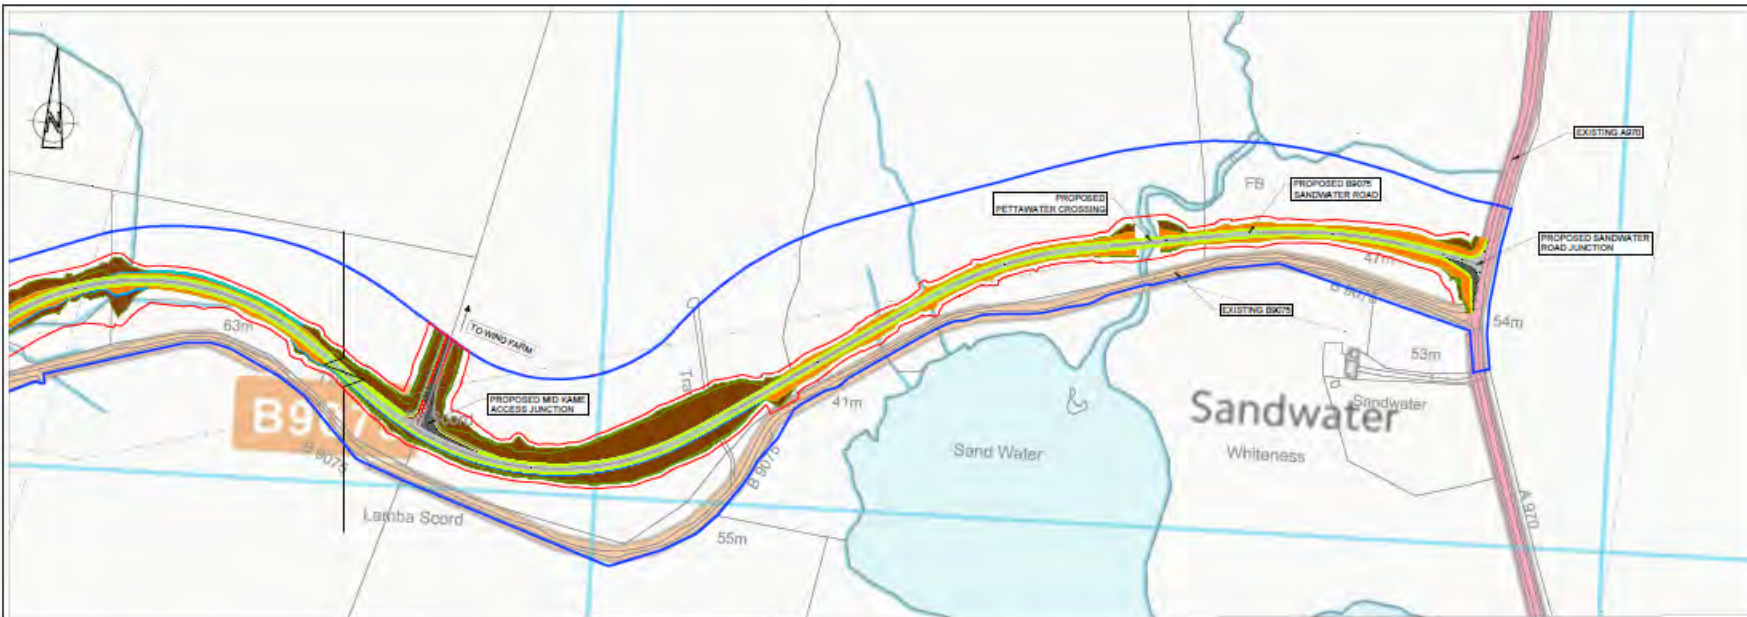 N
EXISTING A970
PROPOSED
PETTAWATER CROSSING
FB
PROPOSED B9075
SANDWATER ROAD
PROPOSED SANDWATER
ROAD JUNCTION
47m
B 9075
EXISTING B9075
54m
63m
TO WIND FARM
53m
Sandwater
Sandwater
Whiteness
PROPOSED MID KAME
ACCESS JUNCTION
41m
Sand Water
B 9075
B 9075
Lamba Scord
55m
A 970